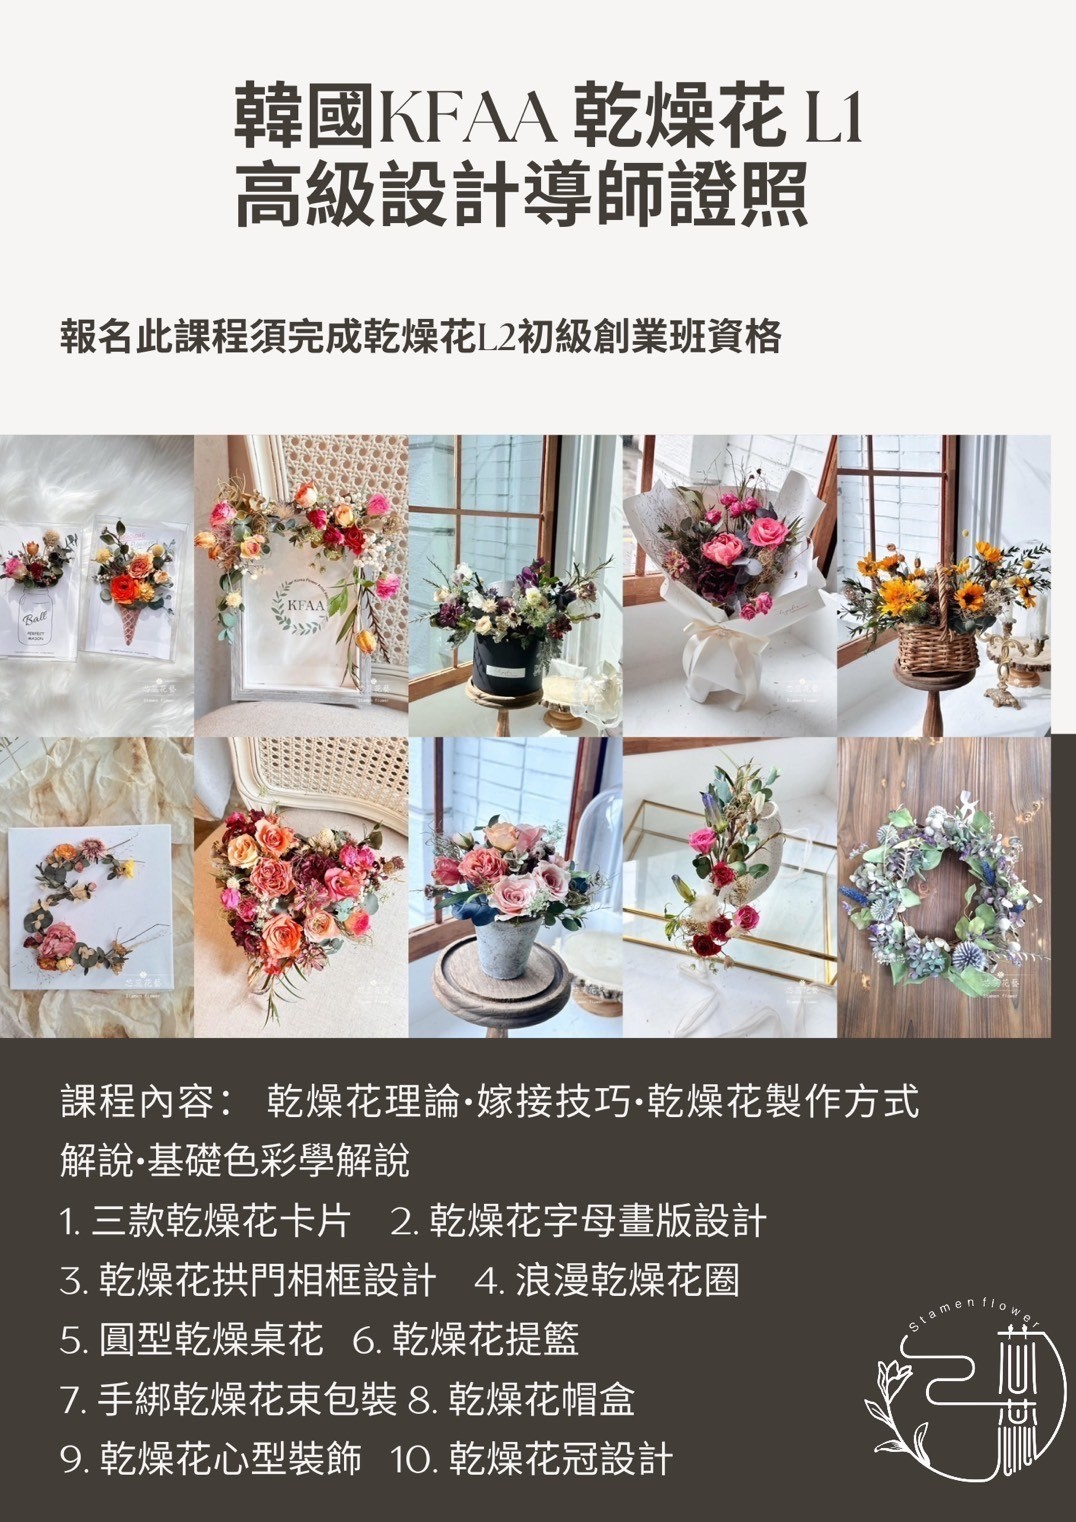 韓國KFAA 乾燥花 L1
高級設計導師證照
報名此課程須完成乾燥花L2初級創業班資格
Ball
PERFECT
MASON
KFAA
課程內容： 乾燥花理論•嫁接技巧•乾燥花製作方式
解說•基礎色彩學解說
1. 三款乾燥花卡片 2. 乾燥花字母畫版設計
3. 乾燥花拱門相框設計 4. 浪漫乾燥花圈
5. 圓型乾燥桌花 6. 乾燥花提籃
7. 手綁乾燥花束包裝 8. 乾燥花帽盒
9. 乾燥花心型裝飾 10. 乾燥花冠設計
Stamen flower